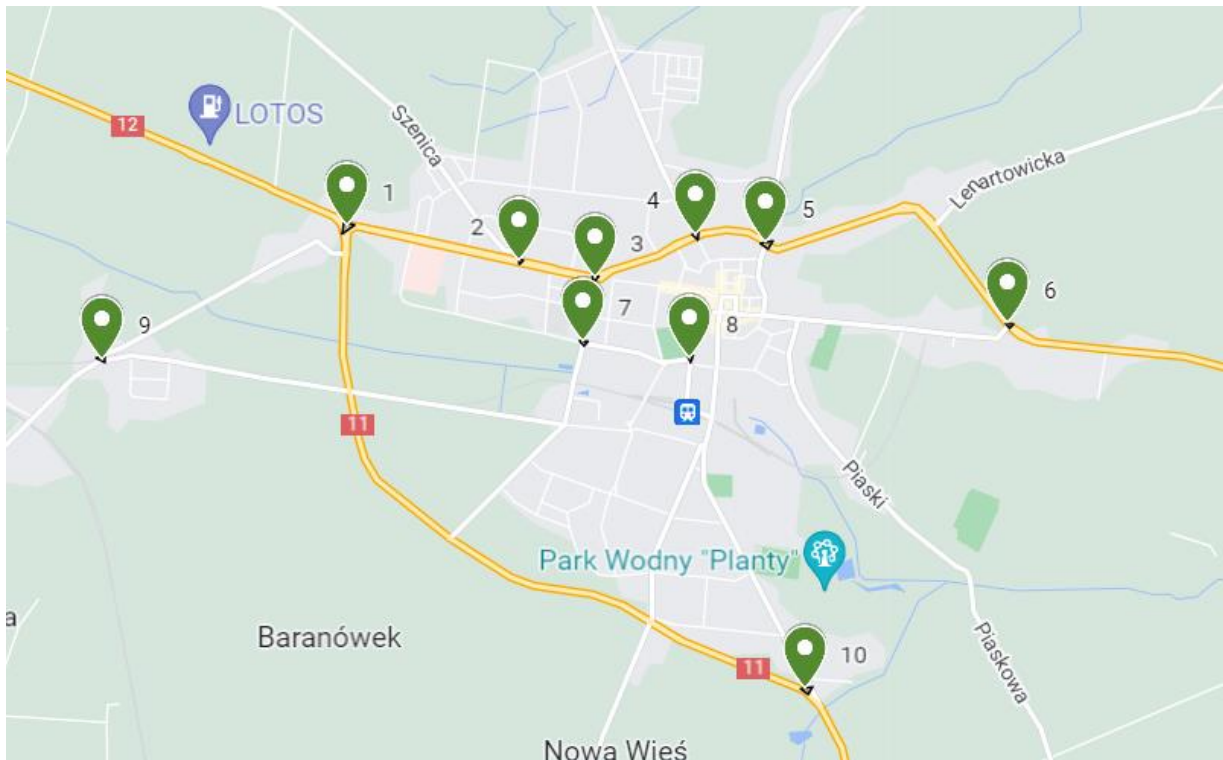 12
LOTOS
Szenica
1
2
3
4
5
Lenartowicka
6
7
8
9
11
Piaski
Park Wodny "Planty"
a
Baranówek
10
11
Piaskowa
Nowa Wieś